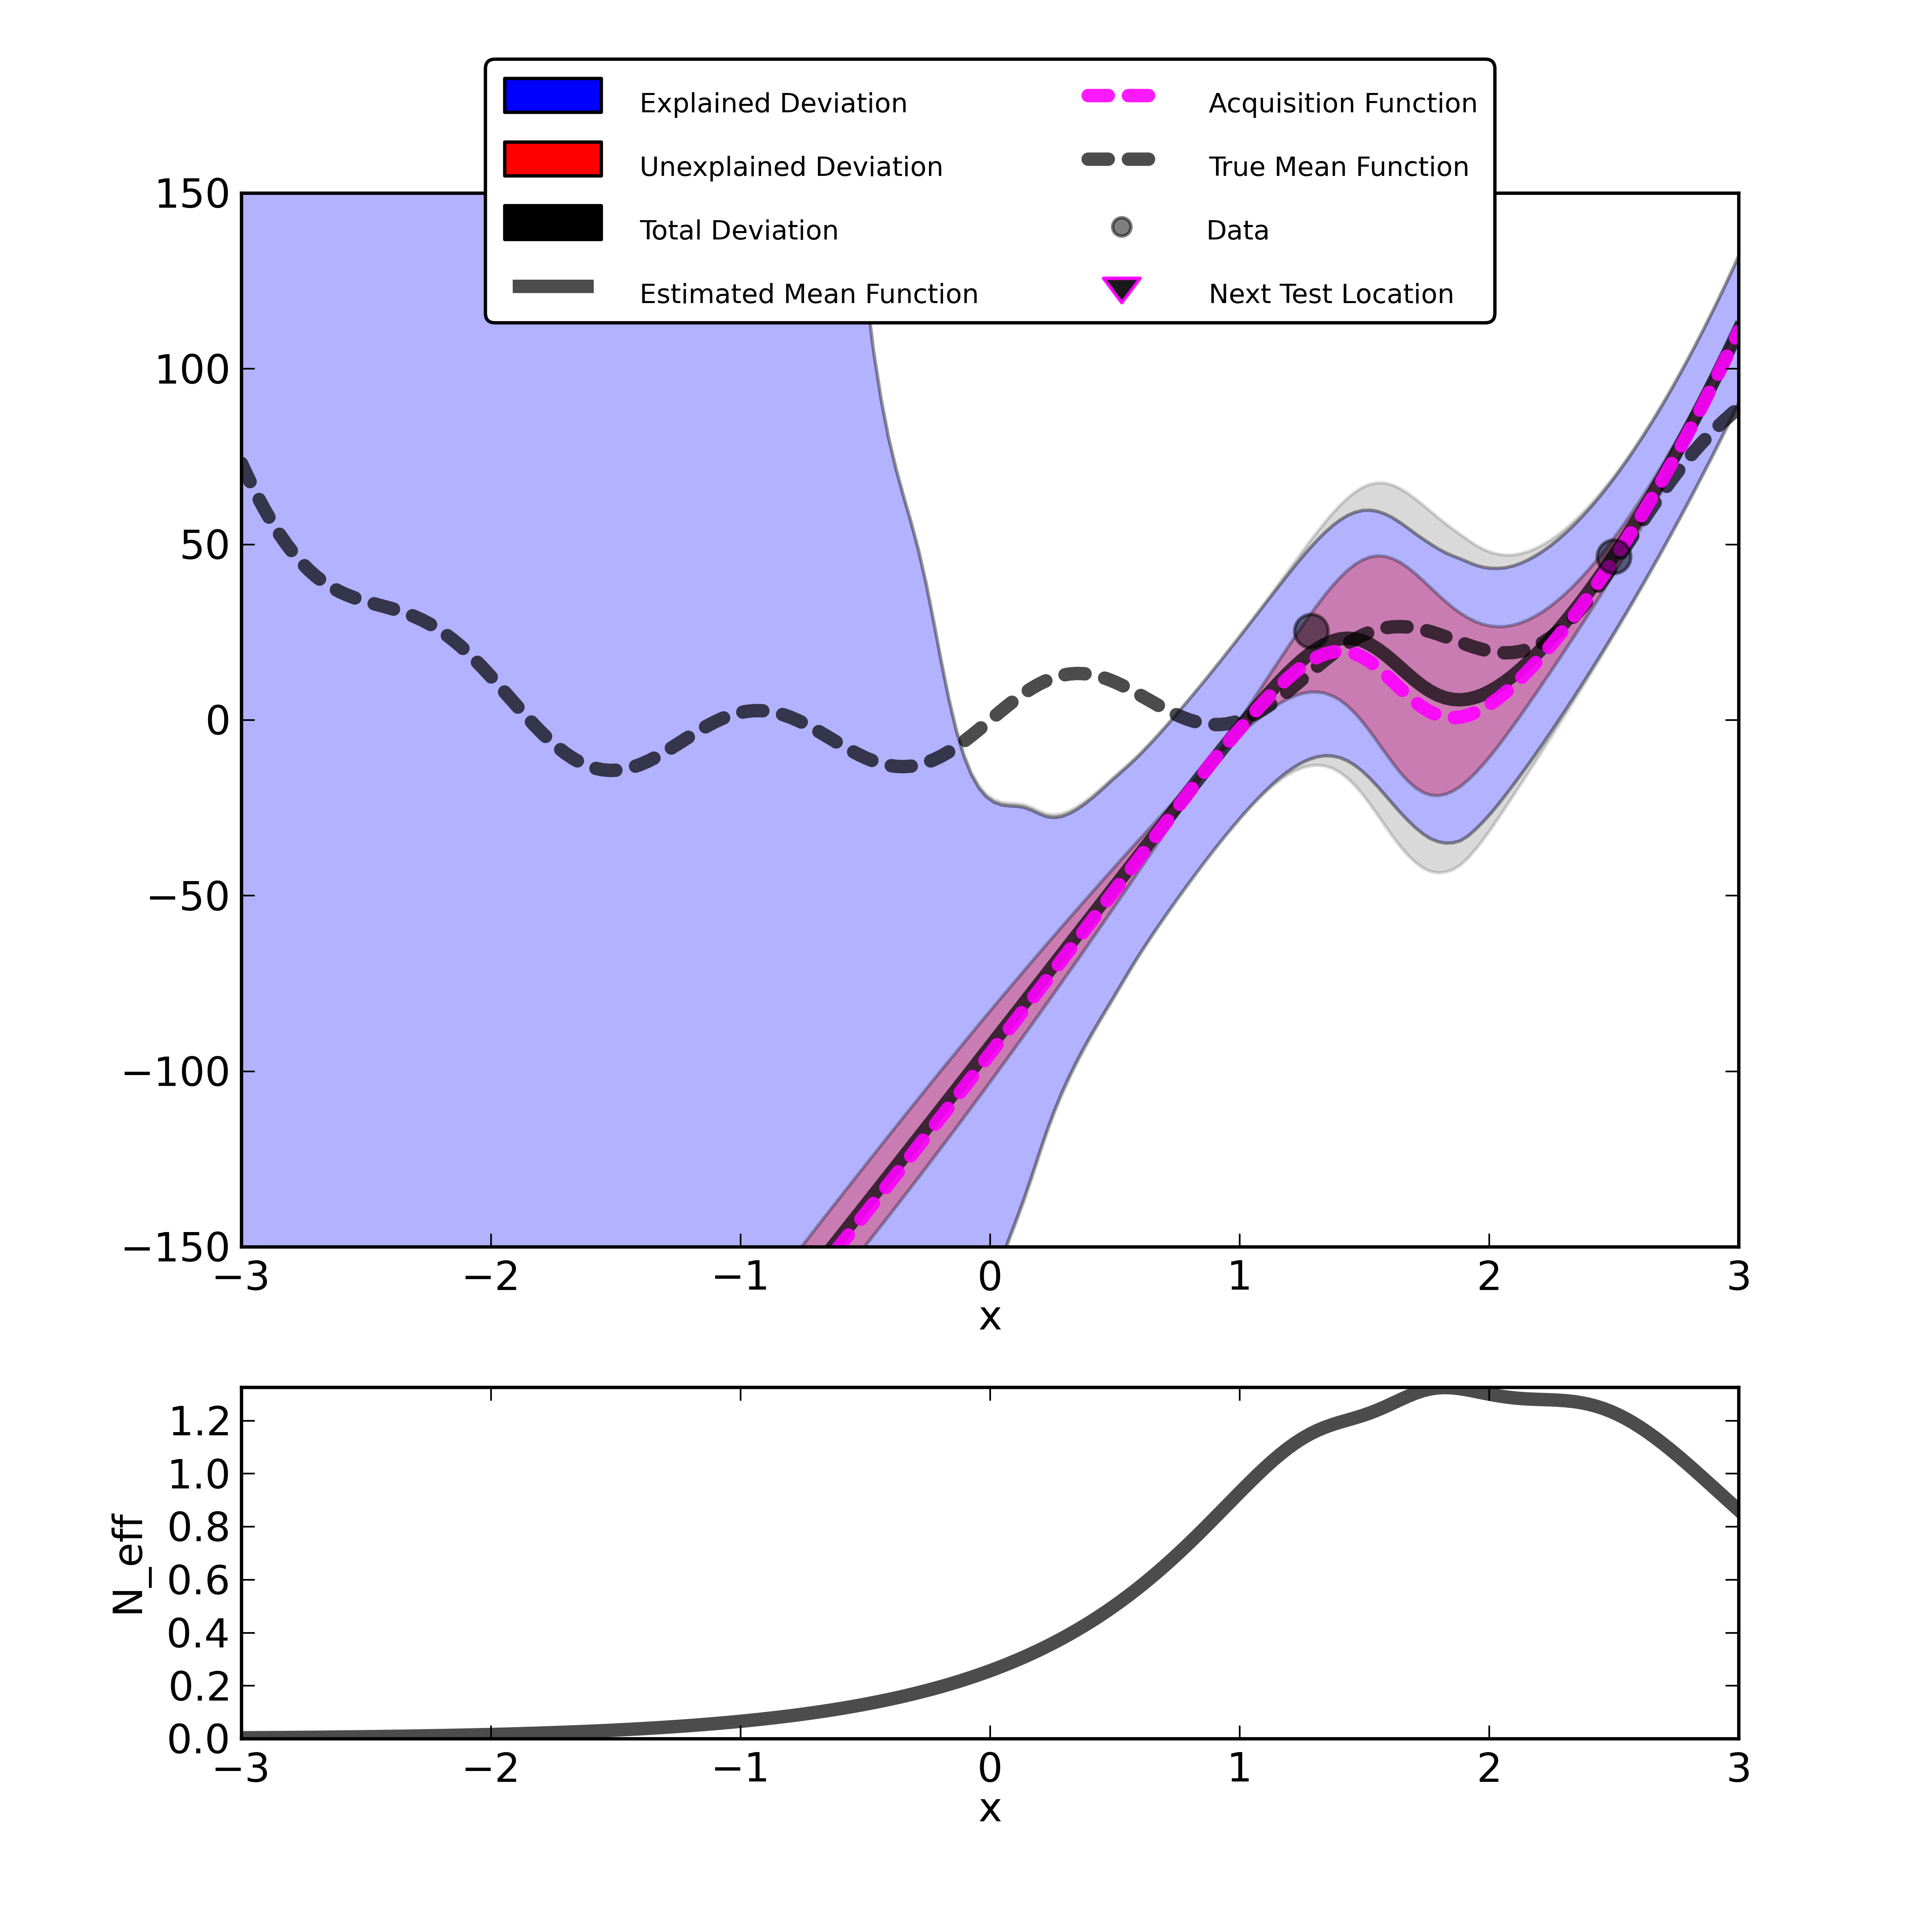 Explained Deviation
Unexplained Deviation
Total Deviation
Estimated Mean Function
Acquisition Function
True Mean Function
Data
Next Test Location
150
100
50
0
−50
−100
−150
−3 −2 −1 0 1 2 3
x
N_eff
1.2
1.0
0.8
0.6
0.4
0.2
0.0
−3 −2 −1 0 1 2 3
x